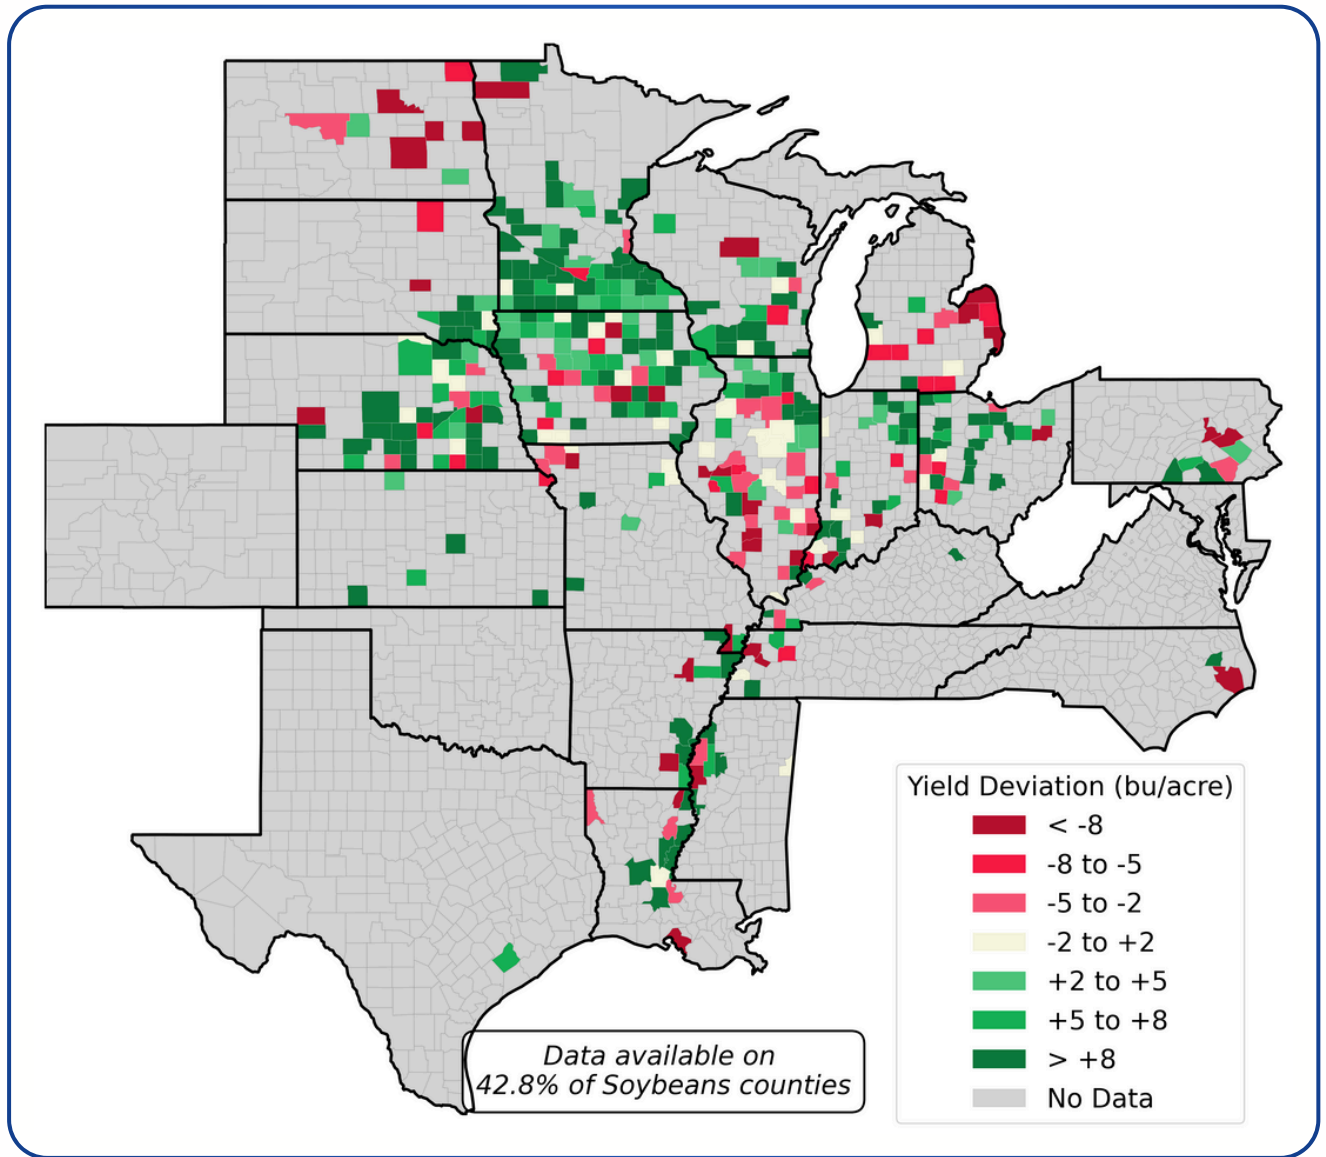 Yield Deviation (bu/acre)
< -8
-8 to -5
-5 to -2
-2 to +2
+2 to +5
+5 to +8
> +8
No Data
Data available on
42.8% of Soybeans counties